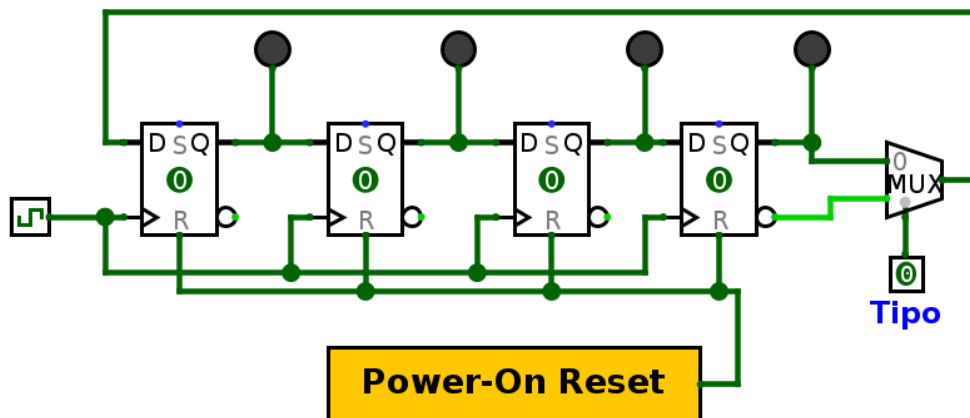 D S Q D S Q D S Q D S Q
0 0 0 0 0
MUX
R R R R
0
Tipo
Power-On Reset